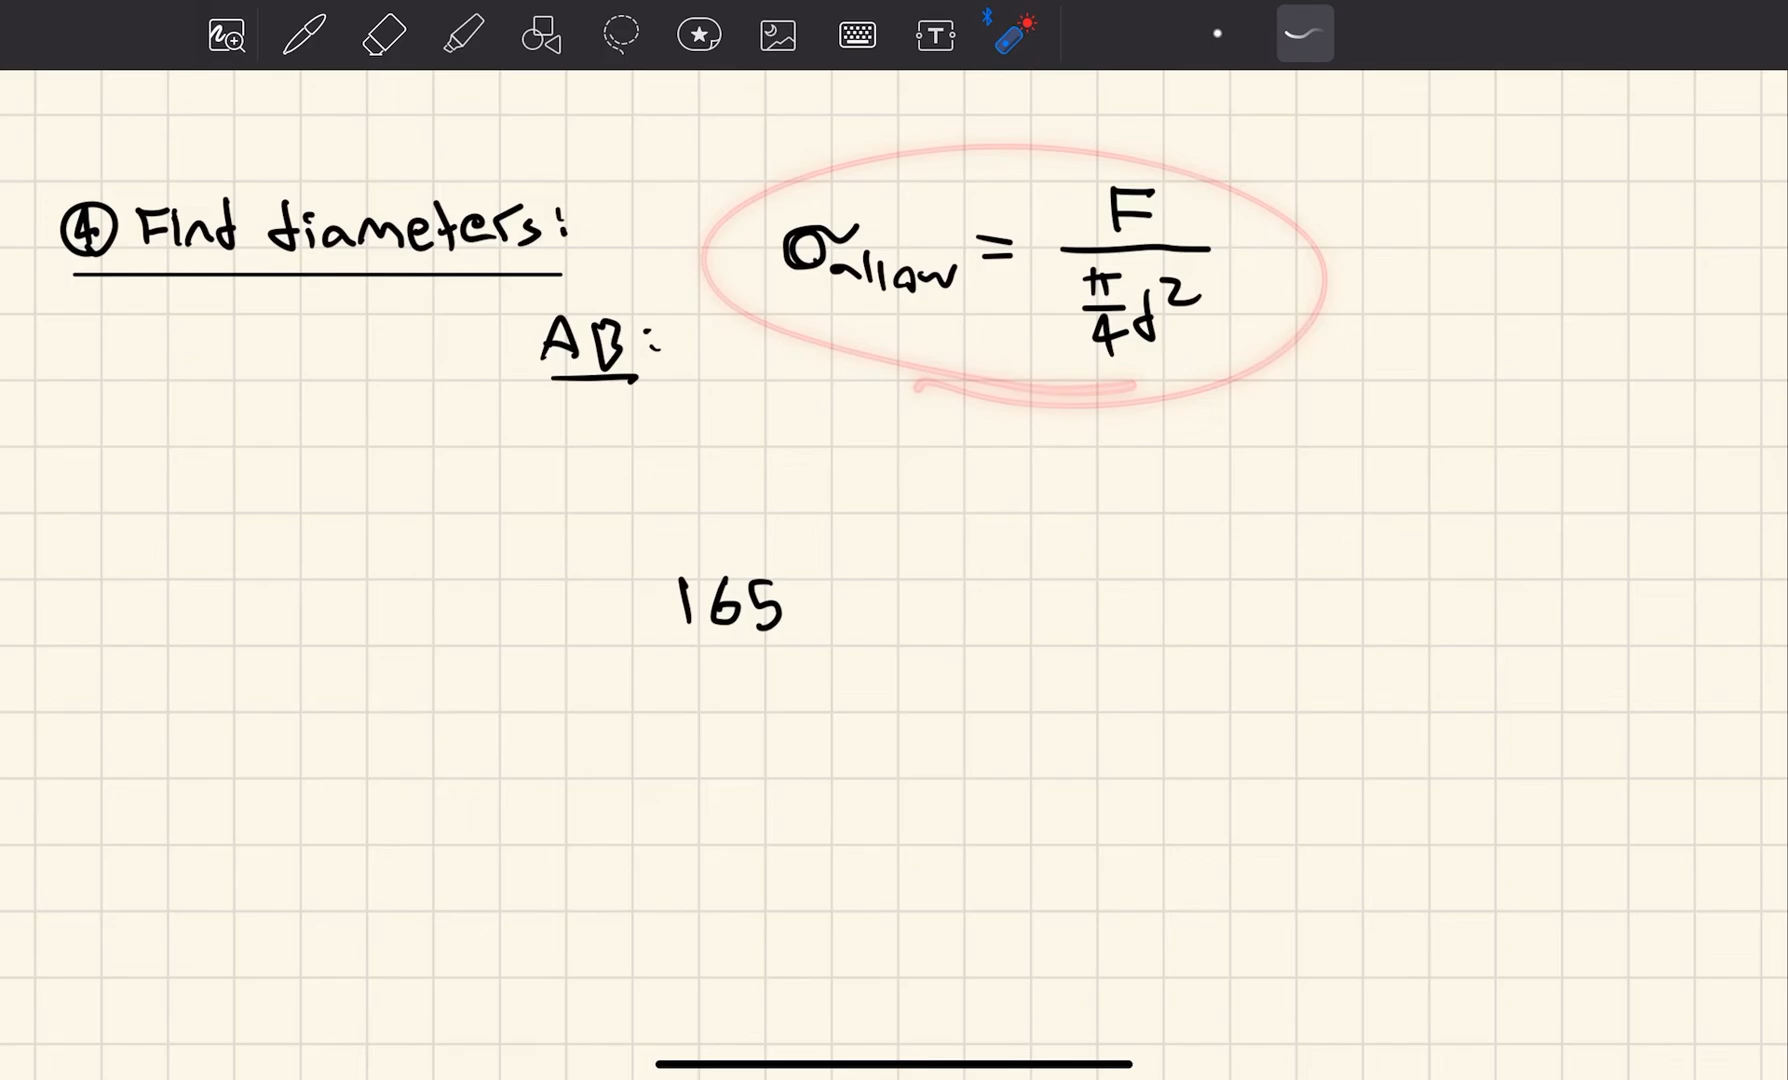 ④ Find diameters:
σallow = F / (π/4 d²)
AB:
165